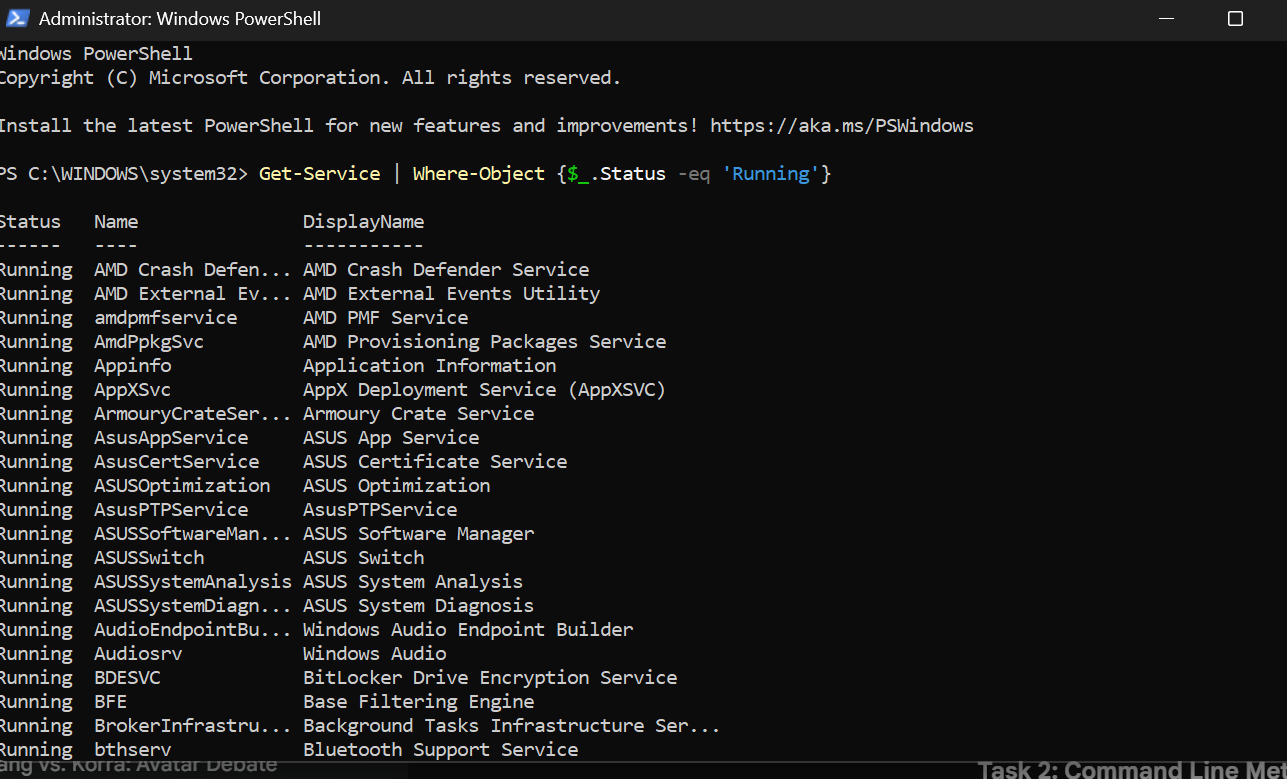 Administrator: Windows PowerShell
Windows PowerShell
Copyright (C) Microsoft Corporation. All rights reserved.
Install the latest PowerShell for new features and improvements! https://aka.ms/PSWindows
PS C:\WINDOWS\system32> Get-Service | Where-Object {$_.Status -eq 'Running'}
Status Name DisplayName
------ ---- -----------
Running AMD Crash Defen... AMD Crash Defender Service
Running AMD External Ev... AMD External Events Utility
Running amdpmfservice AMD PMF Service
Running AmdPpkgSvc AMD Provisioning Packages Service
Running Appinfo Application Information
Running AppXSvc AppX Deployment Service (AppXSVC)
Running ArmouryCrateSer... Armoury Crate Service
Running AsusAppService ASUS App Service
Running AsusCertService ASUS Certificate Service
Running ASUSOptimization ASUS Optimization
Running AsusPTPService AsusPTPService
Running ASUSSoftwareMan... ASUS Software Manager
Running ASUSSwitch ASUS Switch
Running ASUSSystemAnalysis ASUS System Analysis
Running ASUSSystemDiagn... ASUS System Diagnosis
Running AudioEndpointBu... Windows Audio Endpoint Builder
Running Audiosrv Windows Audio
Running BDESVC BitLocker Drive Encryption Service
Running BFE Base Filtering Engine
Running BrokerInfrastru... Background Tasks Infrastructure Ser...
Running bthserv Bluetooth Support Service
ang vs. Korra: Avatar Debate
Task 2: Command Line Met